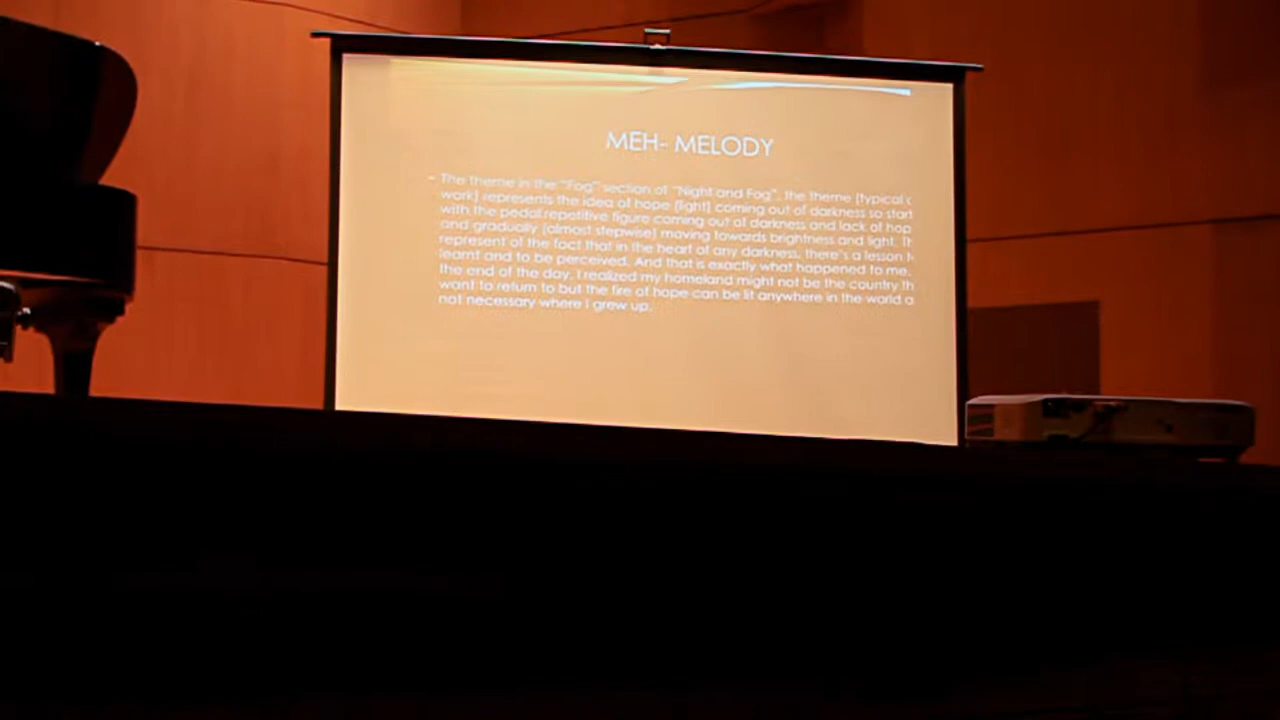 MEH- MELODY
- The theme in the "Fog" section of "Night and Fog", the theme (typical
work) represents the idea of hope (light) coming out of darkness so start
with the pedal repetitive figure coming out of darkness and lack of hop
and gradually (almost stepwise) moving towards brightness and light.
represent of the fact that in the heart of any darkness, there's a lesson
learnt and to be perceived. And that is exactly what happened to me.
the end of the day, I realized my homeland might not be the country th
want to return to but the fire of hope can be lit anywhere in the world
not necessary where I grew up.